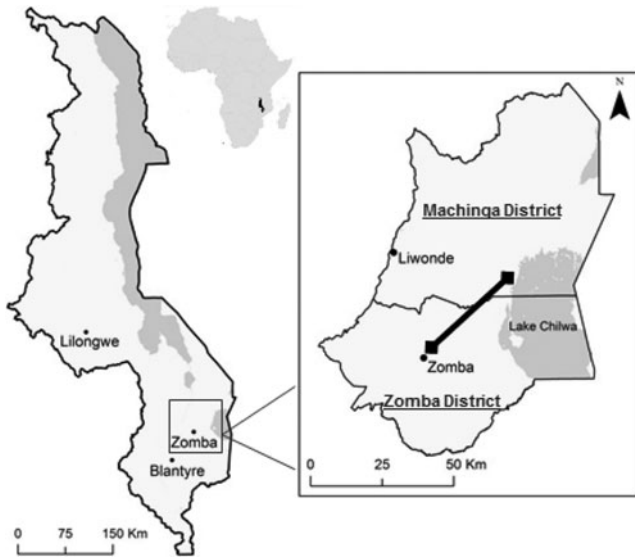 Lilongwe
Zomba
Blantyre
0 75 150 Km
N
Machinga District
Liwonde
Lake Chilwa
Zomba
Zomba District
0 25 50 Km